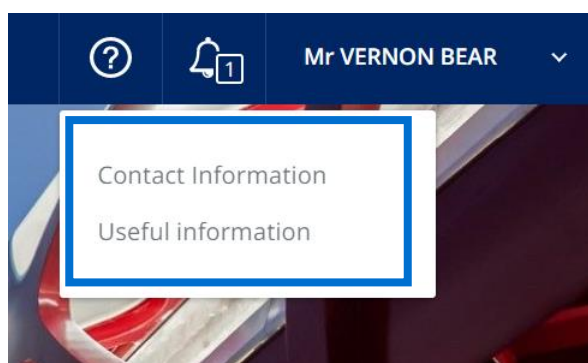 ? 1 Mr VERNON BEAR
Contact Information
Useful information